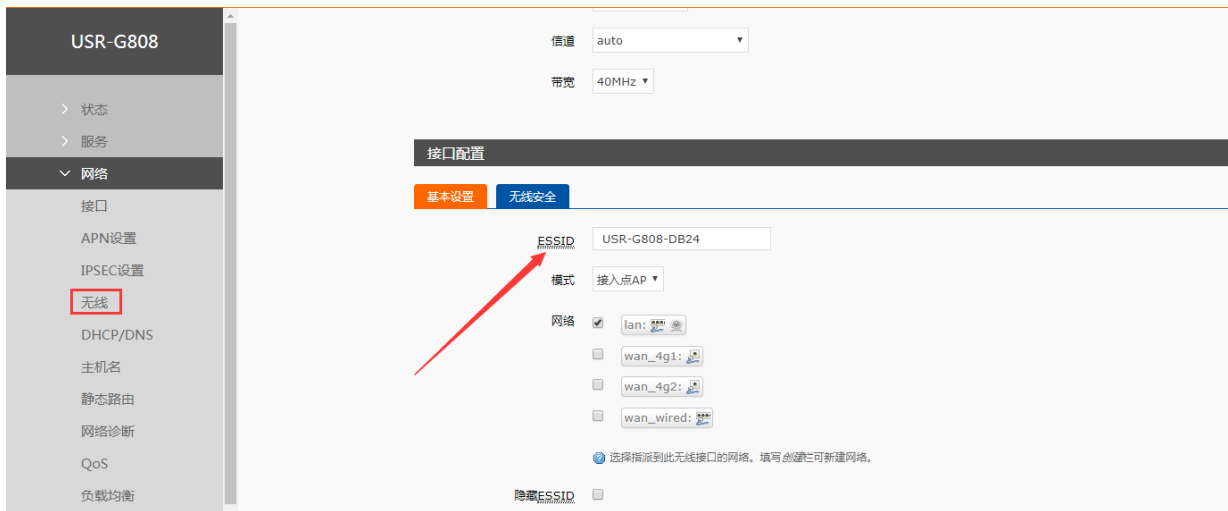 USR-G808
状态
服务
网络
接口
APN设置
IPSEC设置
无线
DHCP/DNS
主机名
静态路由
网络诊断
QoS
负载均衡
信道 auto
带宽 40MHz
接口配置
基本设置 无线安全
ESSID USR-G808-DB24
模式 接入点AP
网络 lan:
wan_4g1:
wan_4g2:
wan_wired:
选择指派到此无线接口的网络。填写创建栏可新建网络。
隐藏ESSID